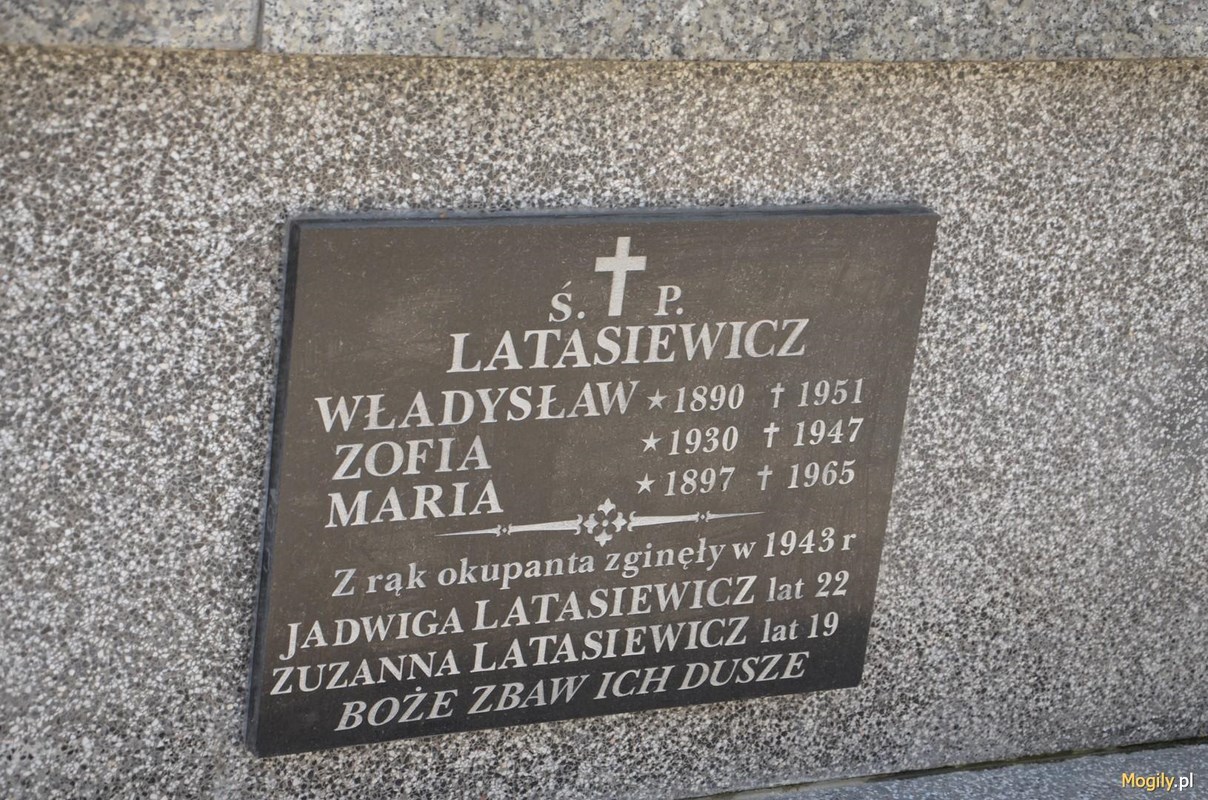 Ś. P.
LATASIEWICZ
WŁADYSŁAW ★ 1890 † 1951
ZOFIA ★ 1930 † 1947
MARIA ★ 1897 † 1965
Z rąk okupanta zginęły w 1943 r
JADWIGA LATASIEWICZ lat 22
ZUZANNA LATASIEWICZ lat 19
BOŻE ZBAW ICH DUSZE
Mogily.pl